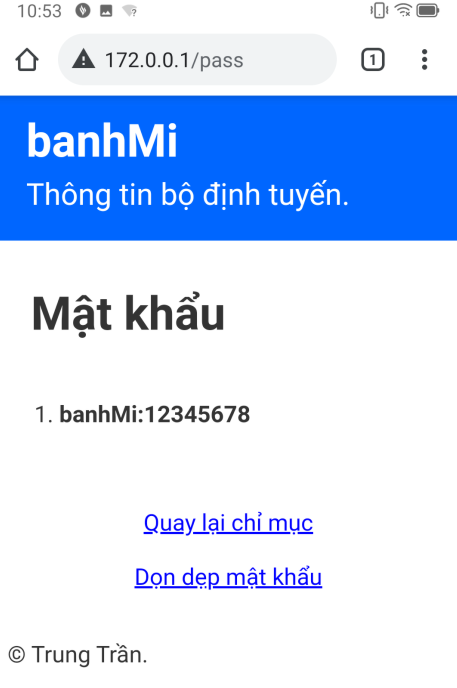 10:53
172.0.0.1/pass
1
banhMi
Thông tin bộ định tuyến.
Mật khẩu
1. banhMi:12345678
Quay lại chỉ mục
Dọn dẹp mật khẩu
© Trung Trần.